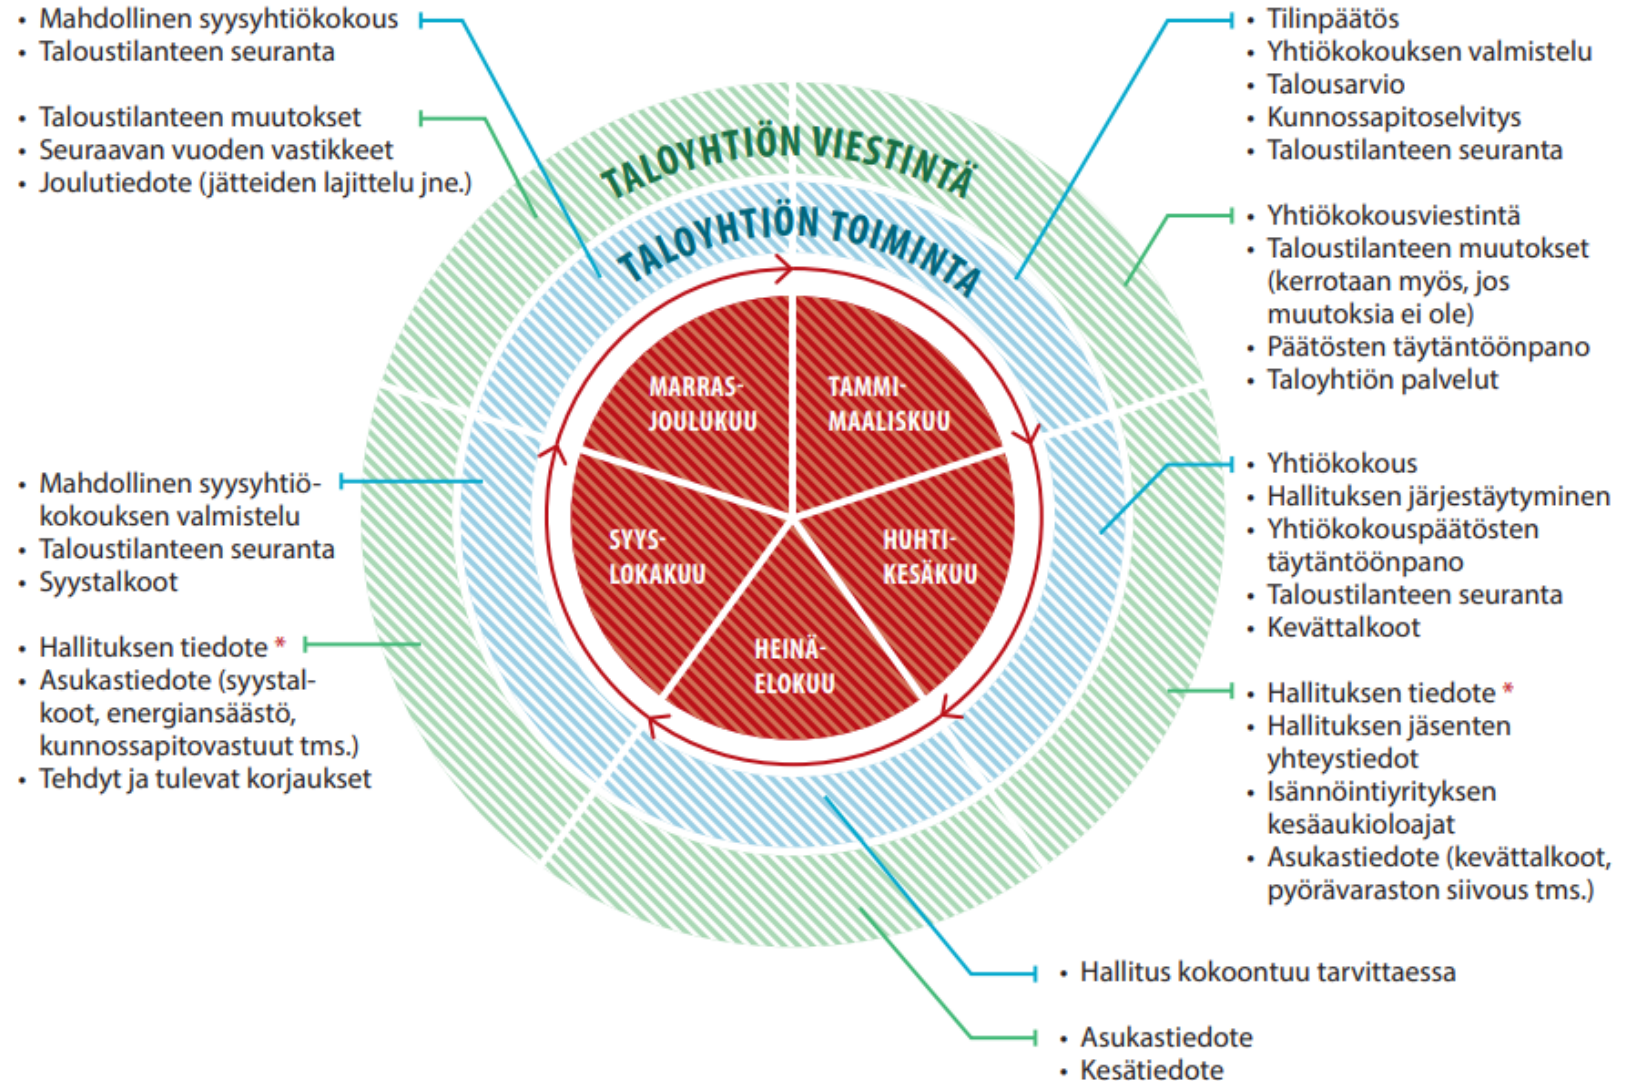 • Mahdollinen syysyhtiökokous
• Taloustilanteen seuranta
• Taloustilanteen muutokset
• Seuraavan vuoden vastikkeet
• Joulutiedote (jätteiden lajittelu jne.)
• Mahdollinen syysyhtiö-
kokouksen valmistelu
• Taloustilanteen seuranta
• Syystalkoot
• Hallituksen tiedote *
• Asukastiedote (syystal-
koot, energiansäästö,
kunnossapitovastuut tms.)
• Tehdyt ja tulevat korjaukset
TALOYHTIÖN VIESTINTÄ
TALOYHTIÖN TOIMINTA
MARRAS-
JOULUKUU
TAMMI-
MAALISKUU
SYYS-
LOKAKUU
HUHTI-
KESÄKUU
HEINÄ-
ELOKUU
• Tilinpäätös
• Yhtiökokouksen valmistelu
• Talousarvio
• Kunnossapitoselvitys
• Taloustilanteen seuranta
• Yhtiökokousviestintä
• Taloustilanteen muutokset
(kerrotaan myös, jos
muutoksia ei ole)
• Päätösten täytäntöönpano
• Taloyhtiön palvelut
• Yhtiökokous
• Hallituksen järjestäytyminen
• Yhtiökokouspäätösten
täytäntöönpano
• Taloustilanteen seuranta
• Kevättalkoot
• Hallituksen tiedote *
• Hallituksen jäsenten
yhteystiedot
• Isännöintiyrityksen
kesäaukioloajat
• Asukastiedote (kevättalkoot,
pyörävaraston siivous tms.)
• Hallitus kokoontuu tarvittaessa
• Asukastiedote
• Kesätiedote